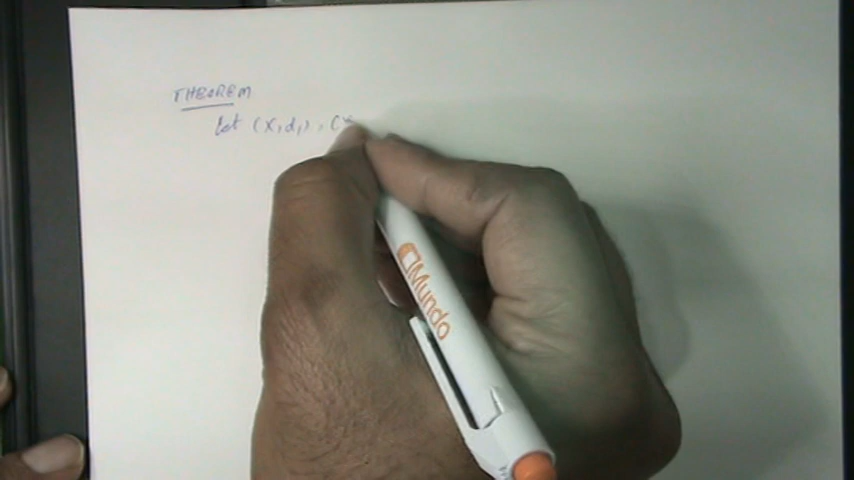 THEOREM
Let (X, d₁), (X
Mundo